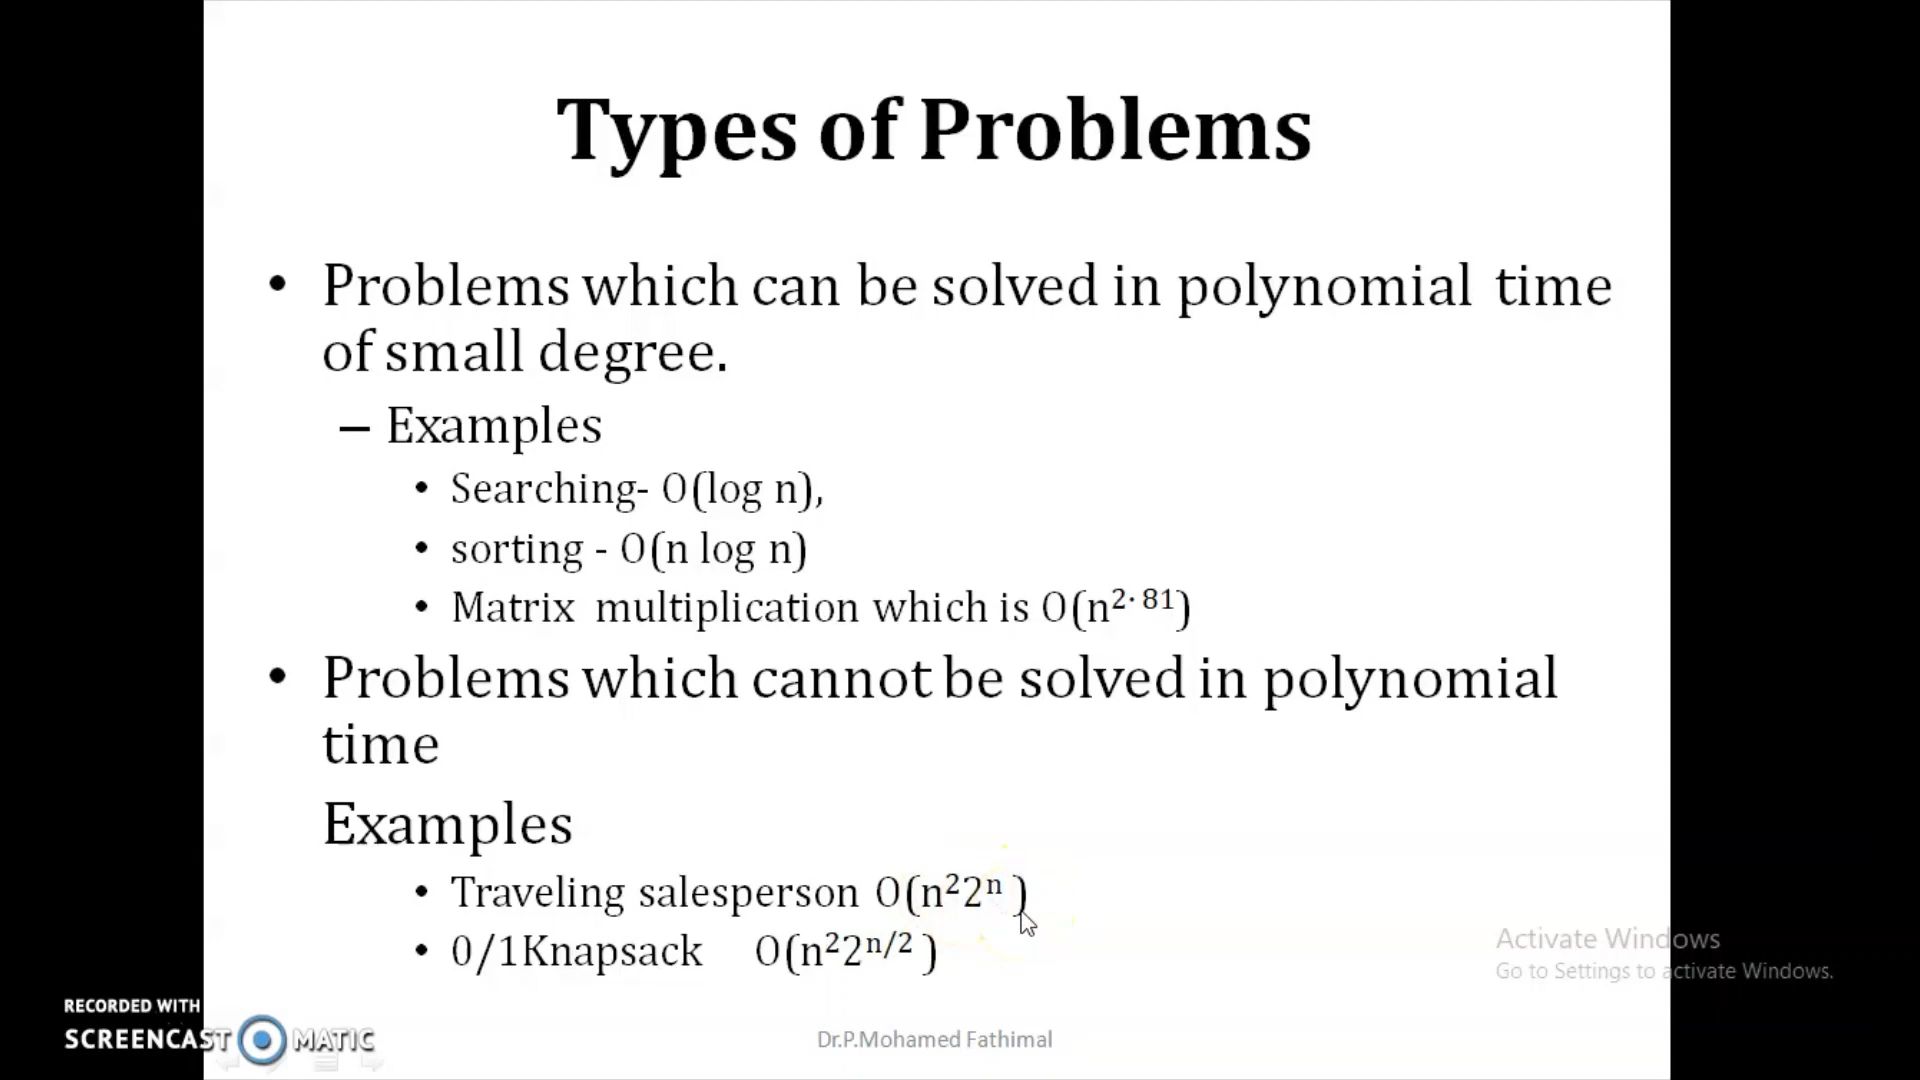 Types of Problems
• Problems which can be solved in polynomial time
of small degree.
– Examples
• Searching- O(log n),
• sorting - O(n log n)
• Matrix multiplication which is O(n²·⁸¹)
• Problems which cannot be solved in polynomial
time
Examples
• Traveling salesperson O(n²2ⁿ )
• 0/1Knapsack O(n²2ⁿ/² )
Activate Windows
Go to Settings to activate Windows.
RECORDED WITH
SCREENCAST MATIC
Dr.P.Mohamed Fathimal